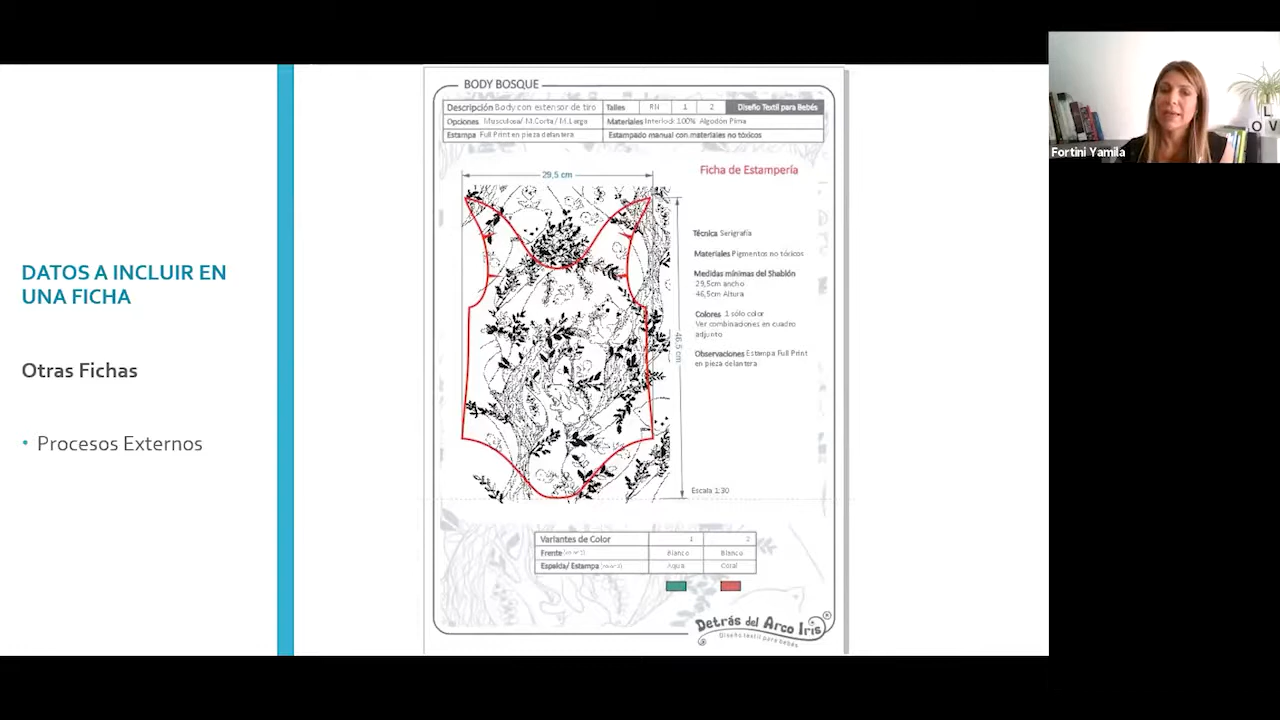 DATOS A INCLUIR EN
UNA FICHA
Otras Fichas
• Procesos Externos
BODY BOSQUE
Descripción Body con extensor de tiro Talles RN 1 2 Diseño Textil para Bebés
Opciones Musculosa/ M.Corta / M.Larga Materiales Interlock 100% Algodón Pima
Estampa Full Print en pieza delantera Estampado manual con materiales no tóxicos
Ficha de Estampería
29,5 cm
46,5 cm
Técnica Serigrafía
Materiales Pigmentos no tóxicos
Medidas mínimas del Shablón
29,5cm ancho
46,5cm Altura
Colores 1 sólo color
Ver combinaciones en cuadro
adjunto
Observaciones Estampa Full Print
en pieza delantera
Escala 1:30
Variantes de Color 1 2
Frente Blanco Blanco
Espalda/ Estampa Aqua Coral
Detrás del Arco Iris
Diseño textil para bebés
Fortini Yamila
L
O V